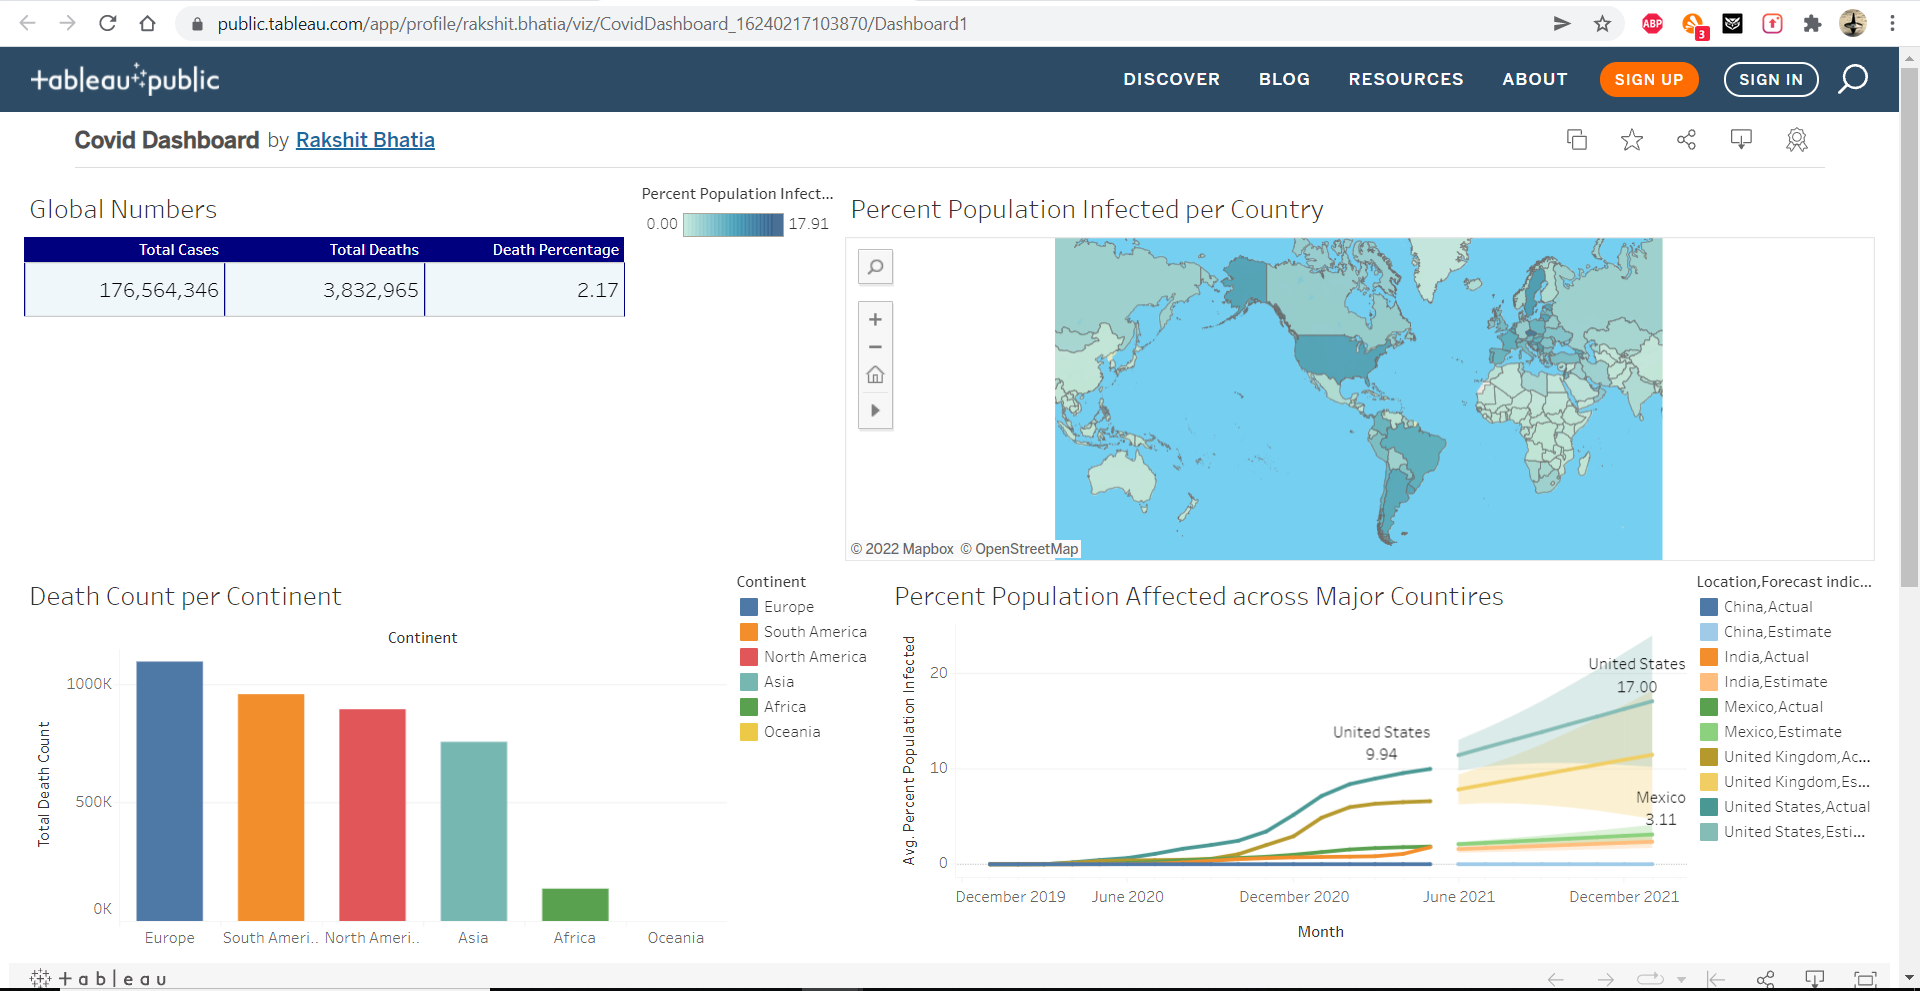 public.tableau.com/app/profile/rakshit.bhatia/viz/CovidDashboard_16240217103870/Dashboard1
ABP
3
+ableau public
DISCOVER
BLOG
RESOURCES
ABOUT
SIGN UP
SIGN IN
Covid Dashboard by Rakshit Bhatia
Global Numbers
Total Cases
Total Deaths
Death Percentage
176,564,346
3,832,965
2.17
Percent Population Infect...
0.00
17.91
Percent Population Infected per Country
© 2022 Mapbox © OpenStreetMap
Death Count per Continent
Continent
Total Death Count
1000K
500K
0K
Europe
South Ameri..
North Ameri..
Asia
Africa
Oceania
Continent
Europe
South America
North America
Asia
Africa
Oceania
Percent Population Affected across Major Countires
Avg. Percent Population Infected
20
10
0
United States
9.94
United States
17.00
Mexico
3.11
December 2019
June 2020
December 2020
June 2021
December 2021
Month
Location,Forecast indic...
China,Actual
China,Estimate
India,Actual
India,Estimate
Mexico,Actual
Mexico,Estimate
United Kingdom,Ac...
United Kingdom,Es...
United States,Actual
United States,Esti...
+ableau